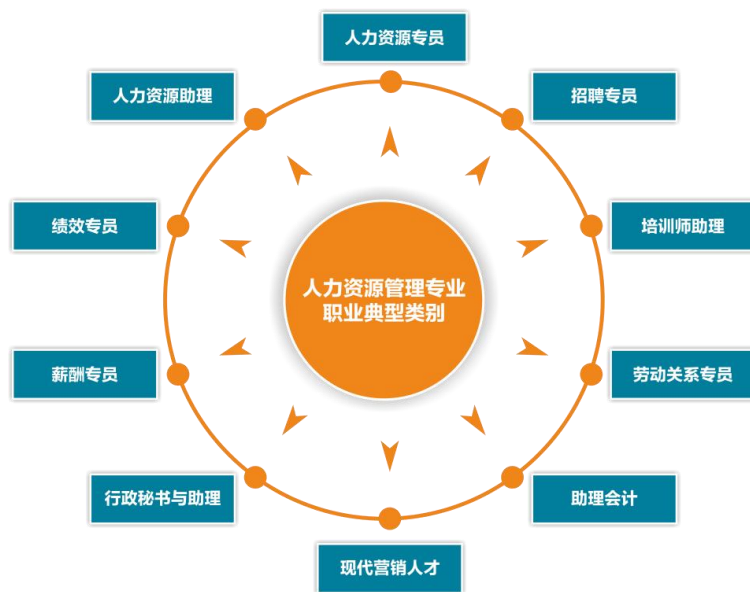 人力资源专员
人力资源助理
招聘专员
绩效专员
培训师助理
人力资源管理专业
职业典型类别
薪酬专员
劳动关系专员
行政秘书与助理
助理会计
现代营销人才